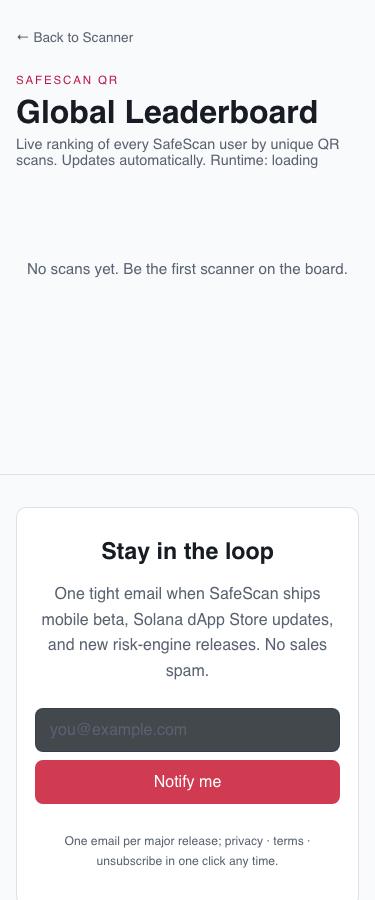 ← Back to Scanner
SAFESCAN QR
Global Leaderboard
Live ranking of every SafeScan user by unique QR
scans. Updates automatically. Runtime: loading
No scans yet. Be the first scanner on the board.
Stay in the loop
One tight email when SafeScan ships
mobile beta, Solana dApp Store updates,
and new risk-engine releases. No sales
spam.
you@example.com
Notify me
One email per major release; privacy · terms ·
unsubscribe in one click any time.